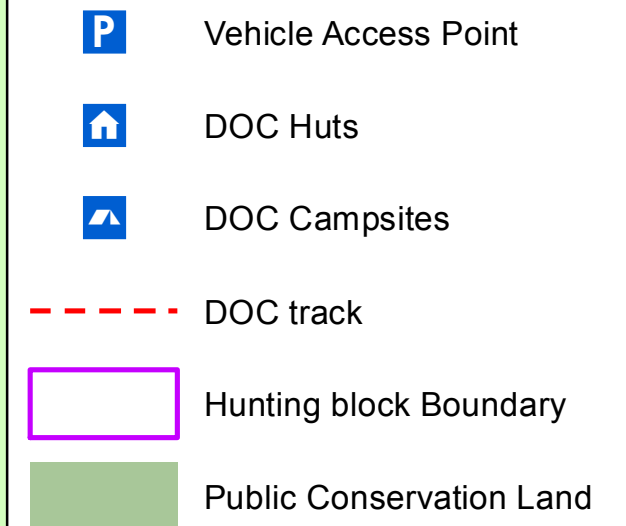 P Vehicle Access Point
DOC Huts
DOC Campsites
DOC track
Hunting block Boundary
Public Conservation Land